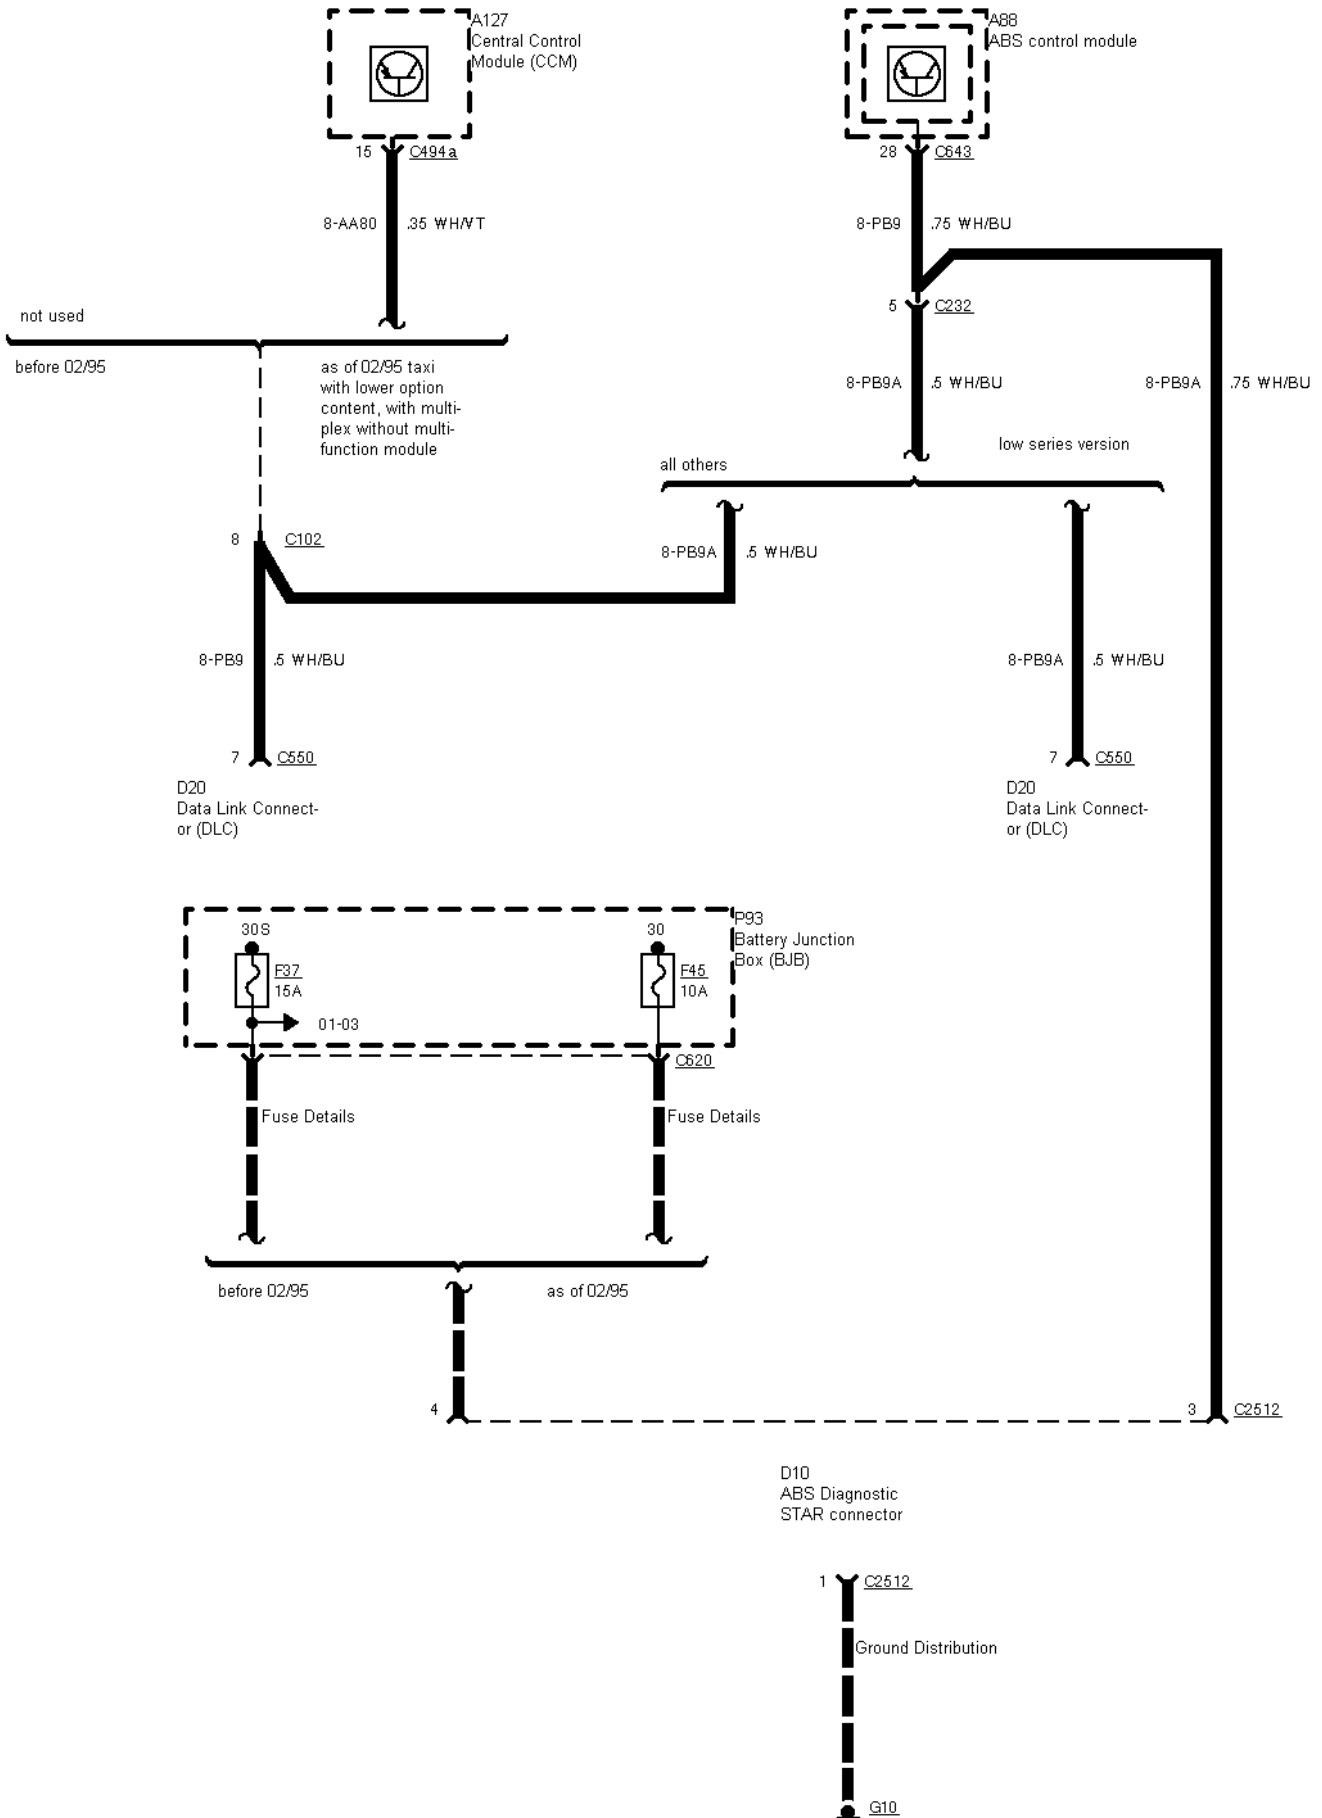 A127
Central Control
Module (CCM)
A88
ABS control module
15
C494a
28
C643
8-AA80
.35 WH/VT
8-PB9
.75 WH/BU
not used
5
C232
before 02/95
as of 02/95 taxi
with lower option
content, with multi-
plex without multi-
function module
8-PB9A
.5 WH/BU
8-PB9A
.75 WH/BU
all others
low series version
8
C102
8-PB9A
.5 WH/BU
8-PB9
.5 WH/BU
8-PB9A
.5 WH/BU
7
C550
7
C550
D20
Data Link Connect-
or (DLC)
D20
Data Link Connect-
or (DLC)
P93
Battery Junction
Box (BJB)
30S
30
F37
15A
F45
10A
01-03
C620
Fuse Details
Fuse Details
before 02/95
as of 02/95
4
3
C2512
D10
ABS Diagnostic
STAR connector
1
C2512
Ground Distribution
G10